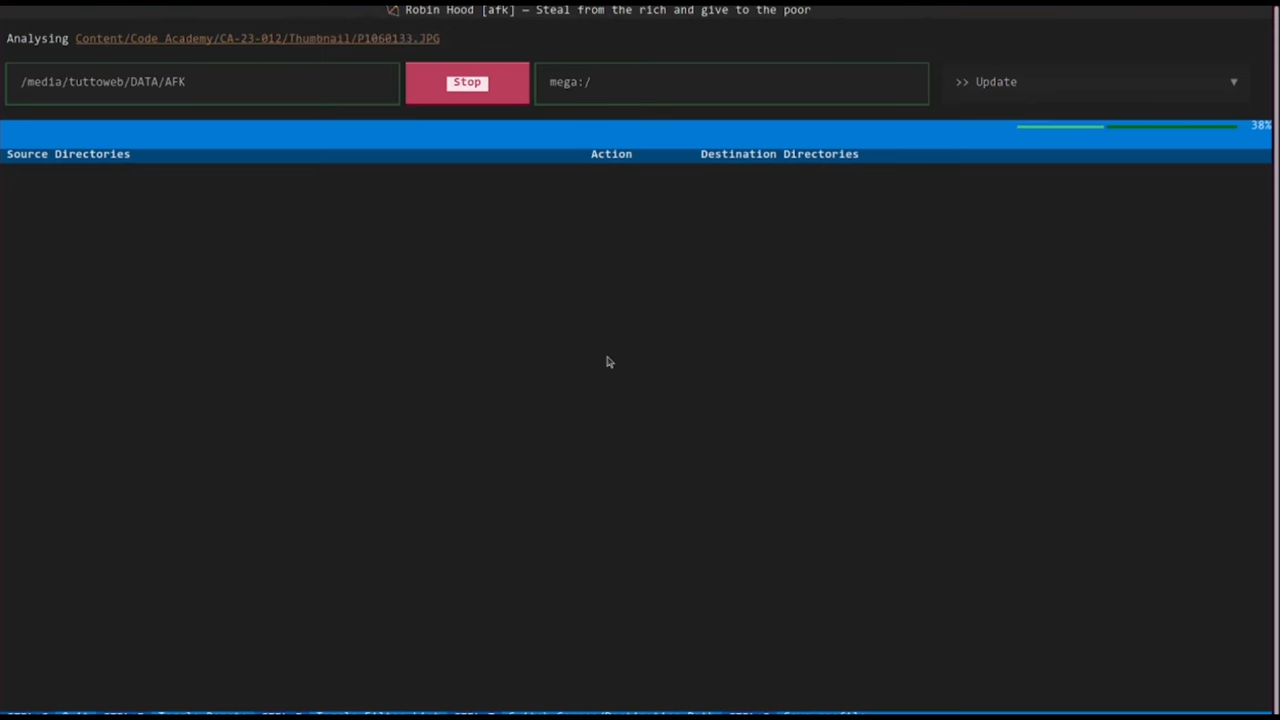 Robin Hood [afk] — Steal from the rich and give to the poor
Analysing Content/Code Academy/CA-23-012/Thumbnail/P1060133.JPG
/media/tuttoweb/DATA/AFK Stop mega:/ >> Update ▼
38%
Source Directories Action Destination Directories